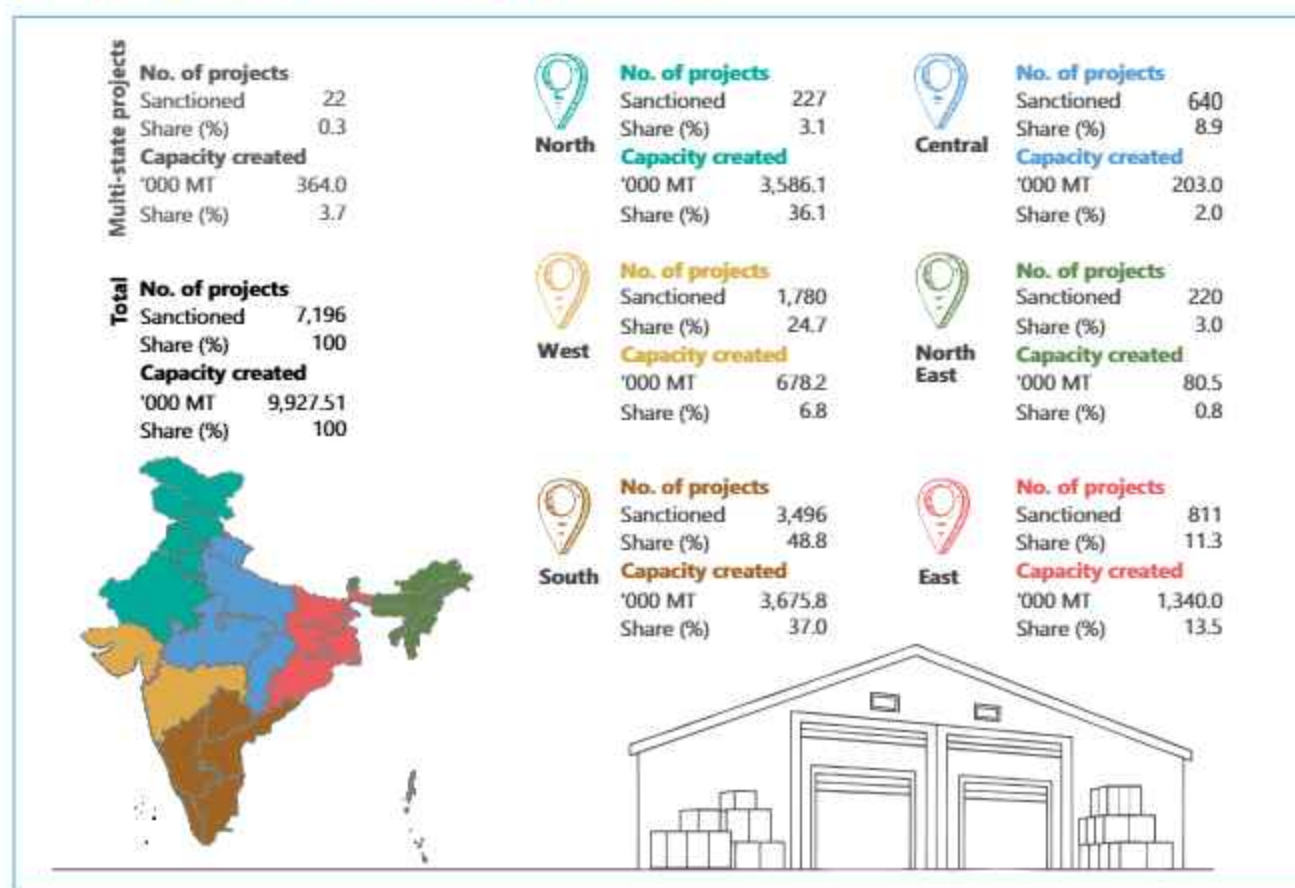 Multi-state projects
No. of projects
Sanctioned 22
Share (%) 0.3
Capacity created
'000 MT 364.0
Share (%) 3.7
Total
No. of projects
Sanctioned 7,196
Share (%) 100
Capacity created
'000 MT 9,927.51
Share (%) 100
North
No. of projects
Sanctioned 227
Share (%) 3.1
Capacity created
'000 MT 3,586.1
Share (%) 36.1
Central
No. of projects
Sanctioned 640
Share (%) 8.9
Capacity created
'000 MT 203.0
Share (%) 2.0
West
No. of projects
Sanctioned 1,780
Share (%) 24.7
Capacity created
'000 MT 678.2
Share (%) 6.8
North
East
No. of projects
Sanctioned 220
Share (%) 3.0
Capacity created
'000 MT 80.5
Share (%) 0.8
South
No. of projects
Sanctioned 3,496
Share (%) 48.8
Capacity created
'000 MT 3,675.8
Share (%) 37.0
East
No. of projects
Sanctioned 811
Share (%) 11.3
Capacity created
'000 MT 1,340.0
Share (%) 13.5